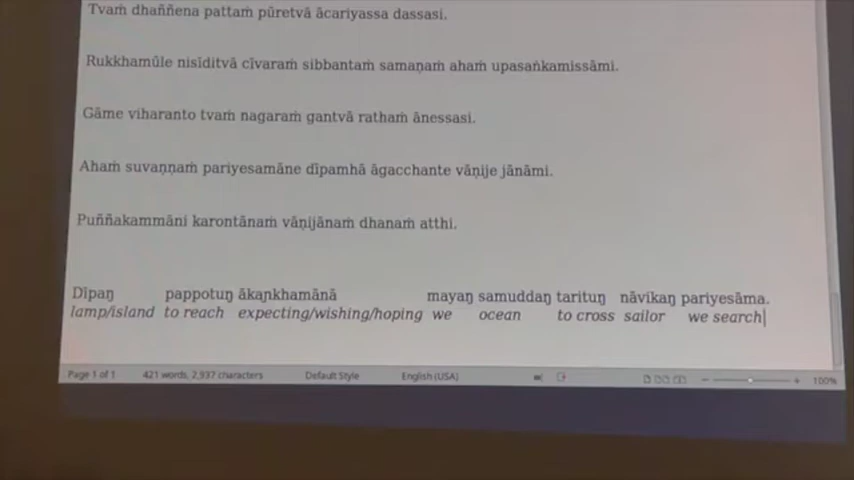 Tvaṁ dhaññena pattaṁ pūretvā ācariyassa dassasi.
Rukkhamūle nisīditvā cīvaraṁ sibbantaṁ samaṇaṁ ahaṁ upasaṅkamissāmi.
Gāme viharanto tvaṁ nagaraṁ gantvā rathaṁ ānessasi.
Ahaṁ suvaṇṇaṁ pariyesamāne dīpamhā āgacchante vāṇije jānāmi.
Puññakammāni karontānaṁ vāṇijānaṁ dhanaṁ atthi.
Dīpaŋ pappotuŋ ākaṇkhamānā mayaŋ samuddaŋ tarituŋ nāvikaŋ pariyesāma.
lamp/island to reach expecting/wishing/hoping we ocean to cross sailor we search
Page 1 of 1 421 words, 2,937 characters Default Style English (USA) 100%